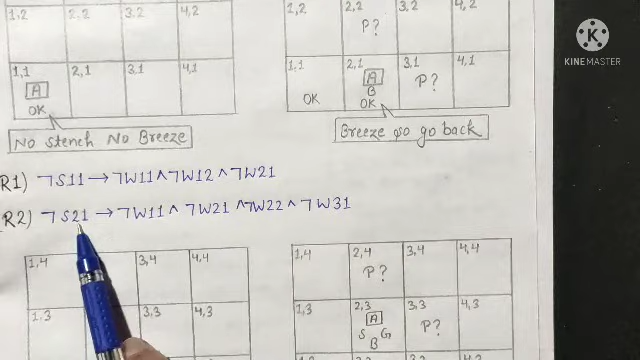 1,2 2,2 3,2 4,2
1,1 2,1 3,1 4,1
A
OK
No stench No Breeze
1,2 2,2 3,2 4,2
P?
1,1 2,1 3,1 4,1
A P?
B
OK OK
Breeze so go back
K
KINEMASTER
R1) ¬S11→¬W11∧¬W12∧¬W21
R2) ¬S21→¬W11∧ ¬W21 ∧¬W22∧¬W31
1,4 3,4 4,4
1,3 3,3 4,3
1,4 2,4 3,4 4,4
P?
1,3 2,3 3,3 4,3
A P?
S G
B